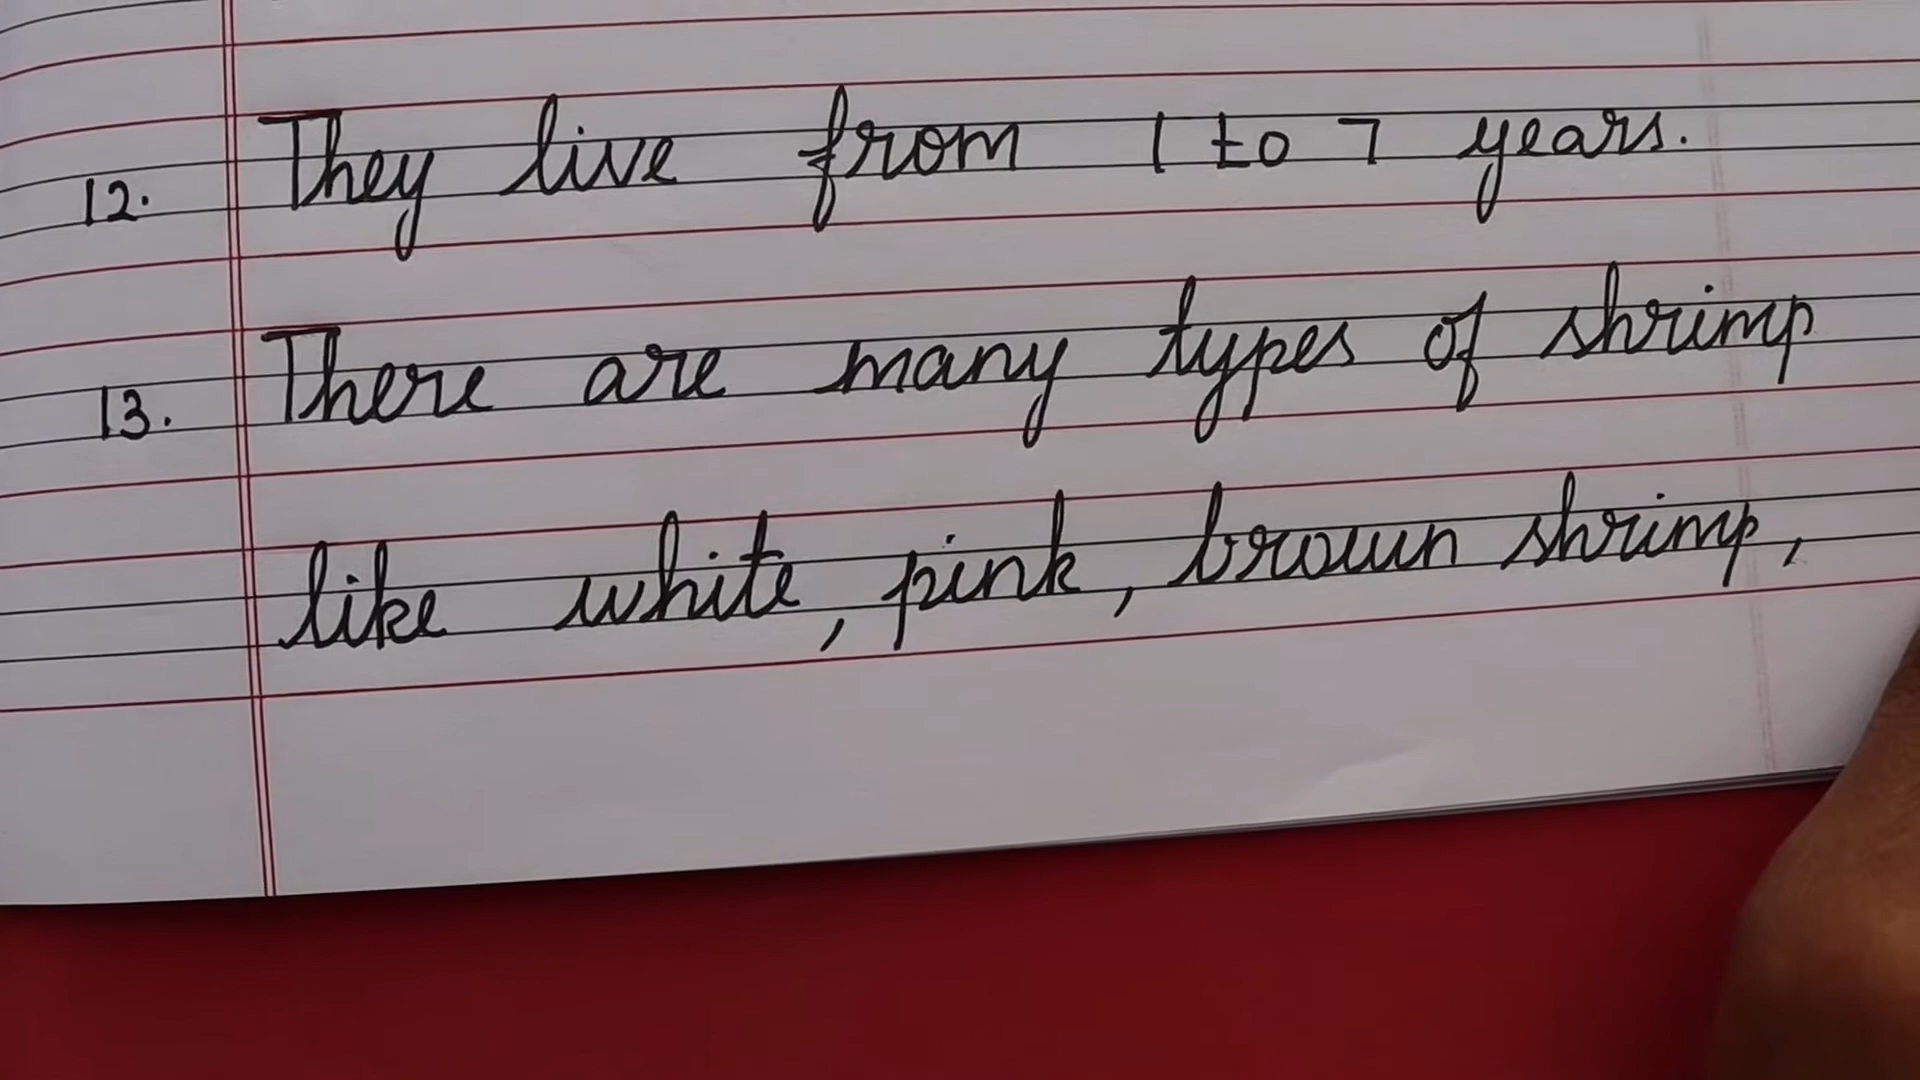 12. They live from 1 to 7 years.
13. There are many types of shrimp
like white, pink, brown shrimp,